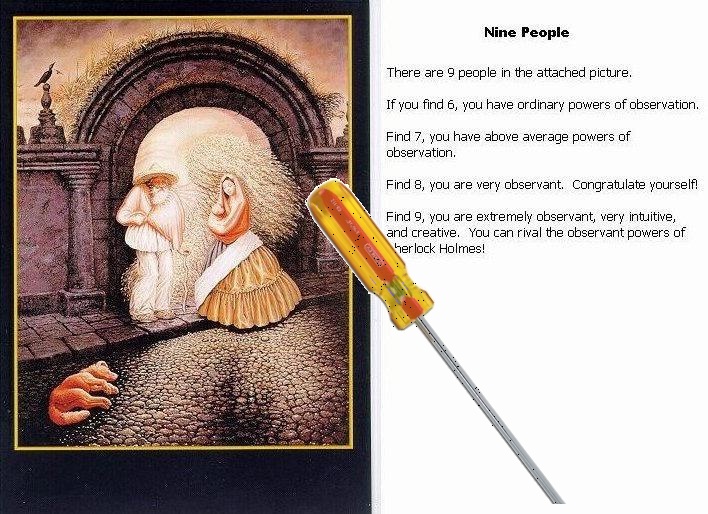 Nine People
There are 9 people in the attached picture.
If you find 6, you have ordinary powers of observation.
Find 7, you have above average powers of
observation.
Find 8, you are very observant.  Congratulate yourself!
Find 9, you are extremely observant, very intuitive,
and creative.  You can rival the observant powers of
herlock Holmes!